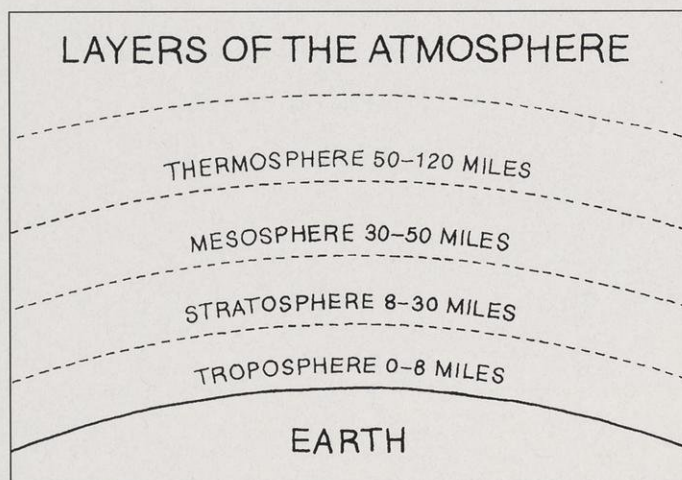 LAYERS OF THE ATMOSPHERE
THERMOSPHERE 50–120 MILES
MESOSPHERE 30–50 MILES
STRATOSPHERE 8–30 MILES
TROPOSPHERE 0–8 MILES
EARTH